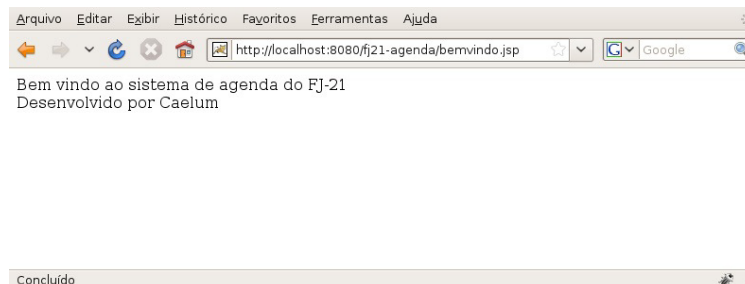 Arquivo Editar Exibir Histórico Favoritos Ferramentas Ajuda
http://localhost:8080/fj21-agenda/bemvindo.jsp G Google
Bem vindo ao sistema de agenda do FJ-21
Desenvolvido por Caelum
Concluído